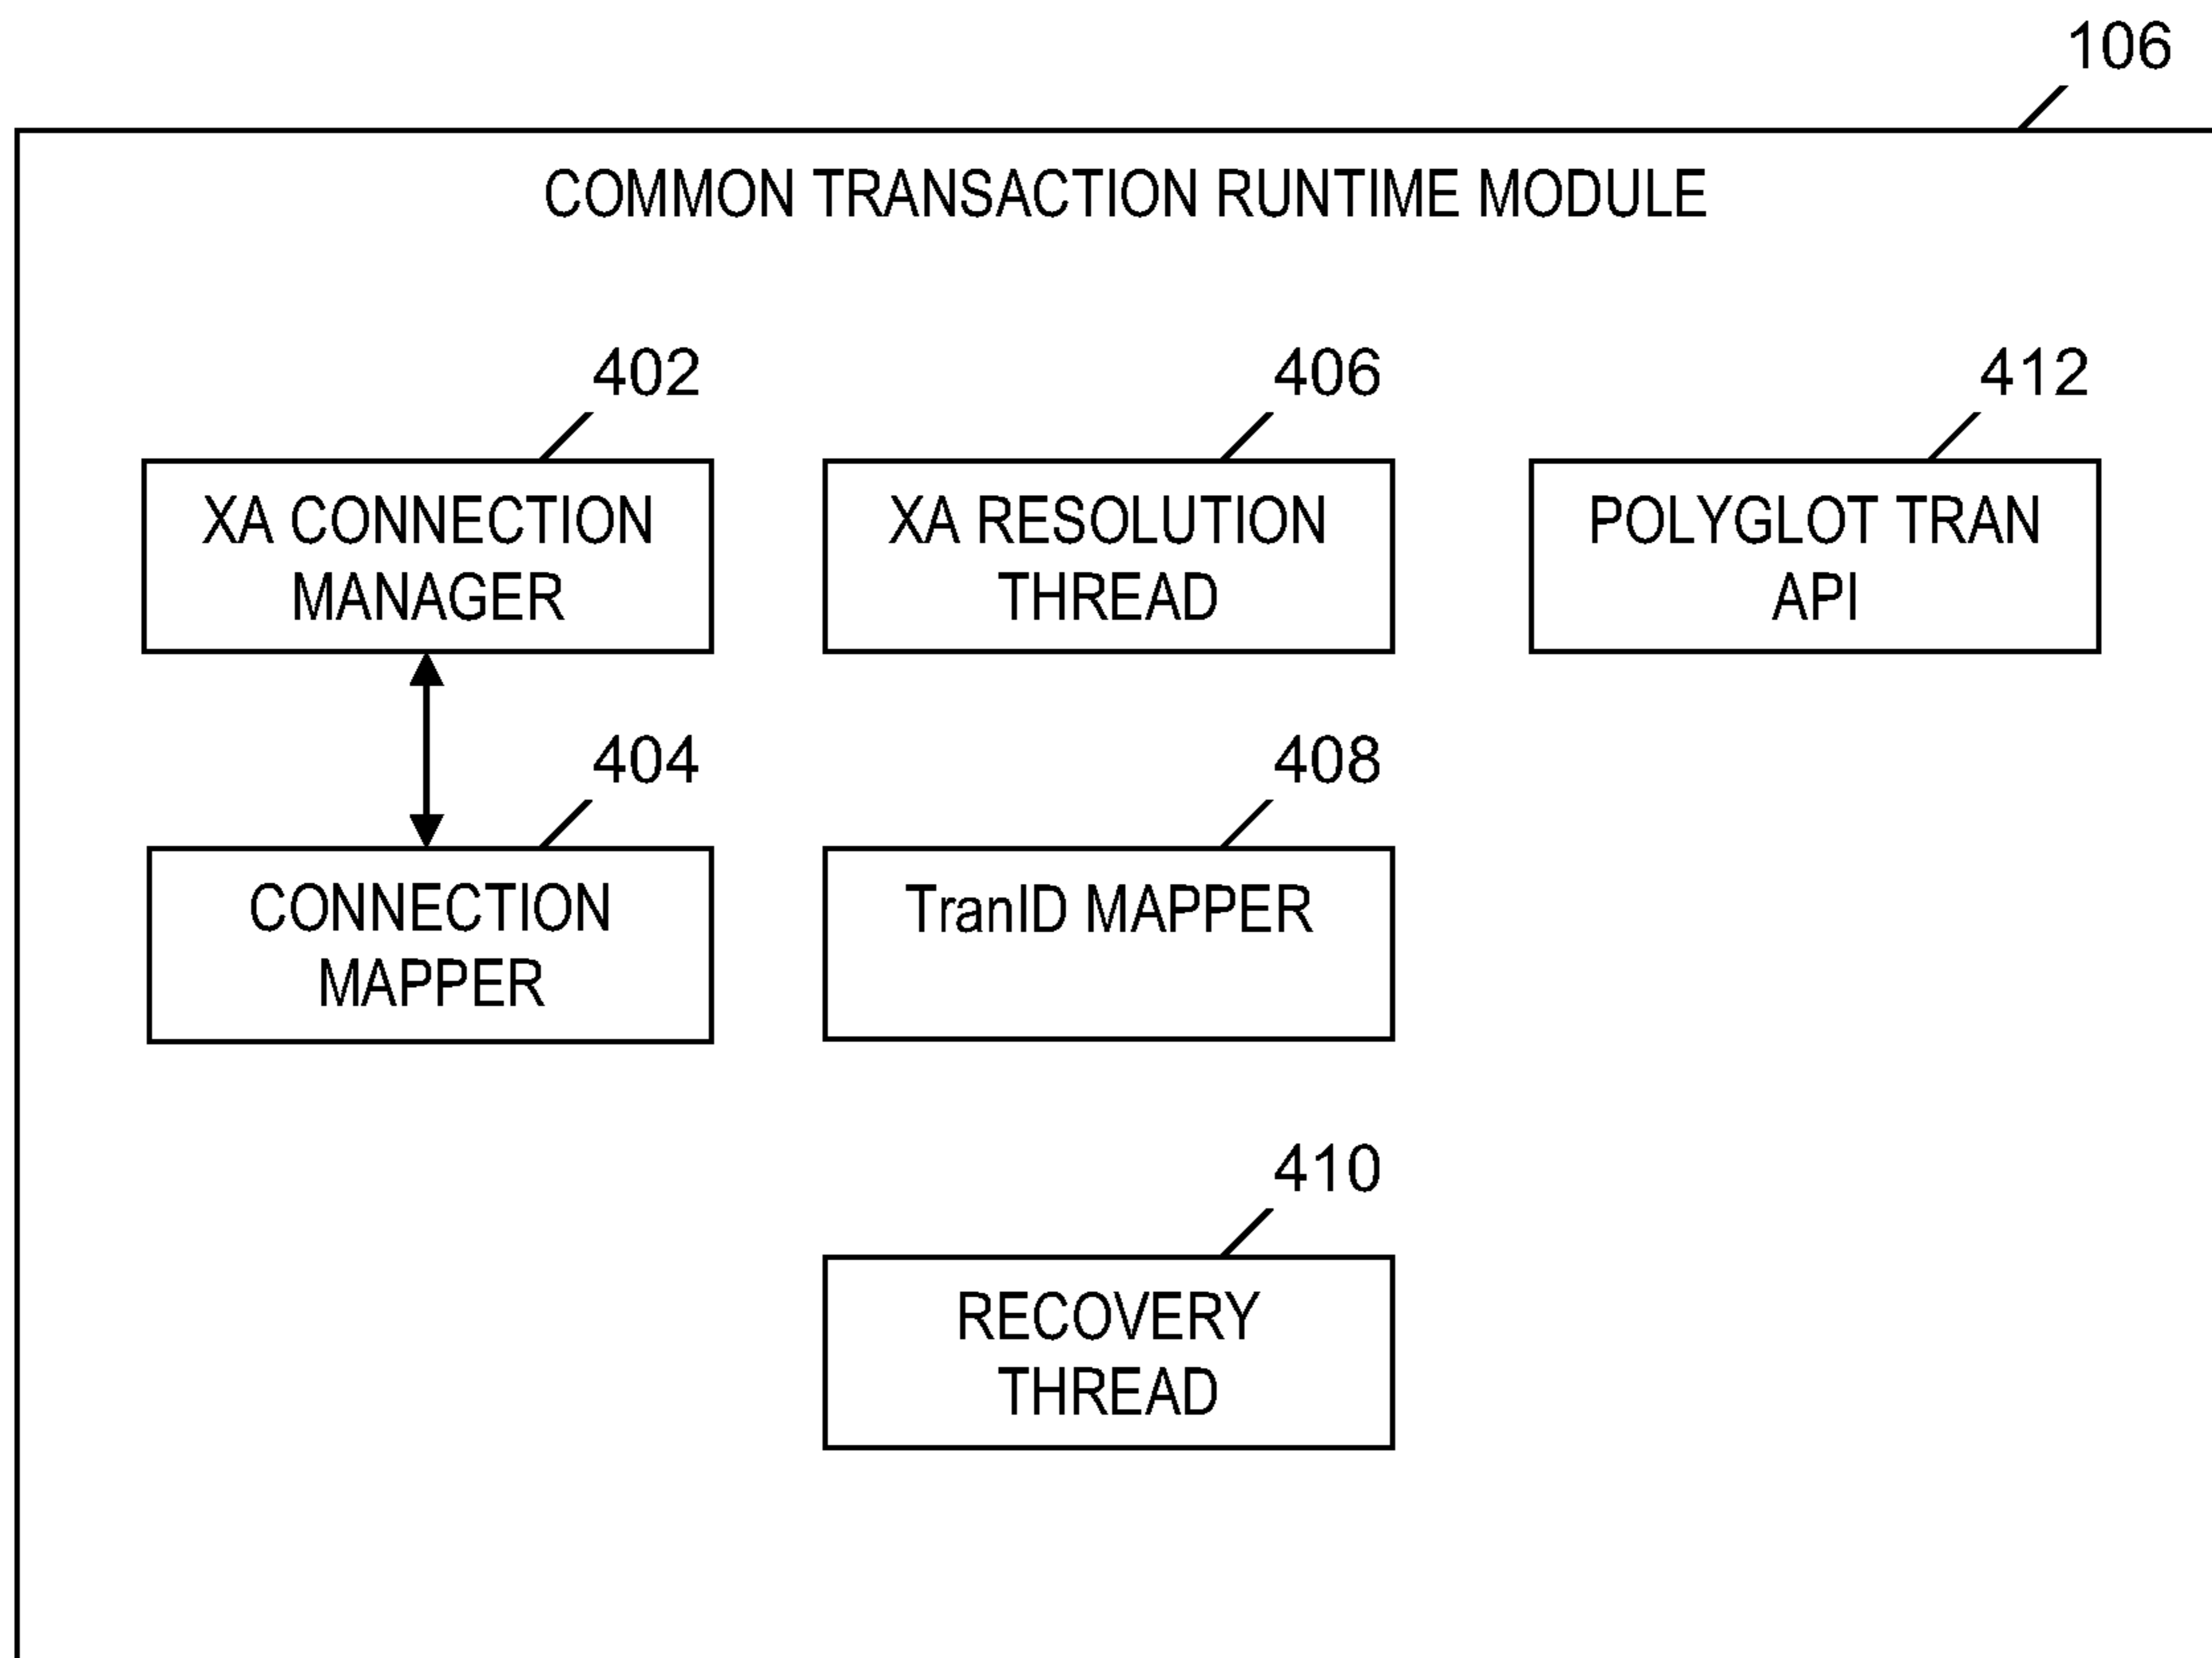 106
COMMON TRANSACTION RUNTIME MODULE
402
XA CONNECTION
MANAGER
406
XA RESOLUTION
THREAD
412
POLYGLOT TRAN
API
404
CONNECTION
MAPPER
408
TranID MAPPER
410
RECOVERY
THREAD